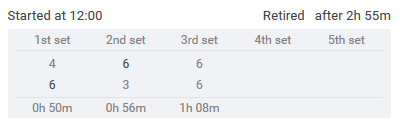 Started at 12:00 Retired after 2h 55m
1st set 2nd set 3rd set 4th set 5th set
4 6 6
6 3 6
0h 50m 0h 56m 1h 08m